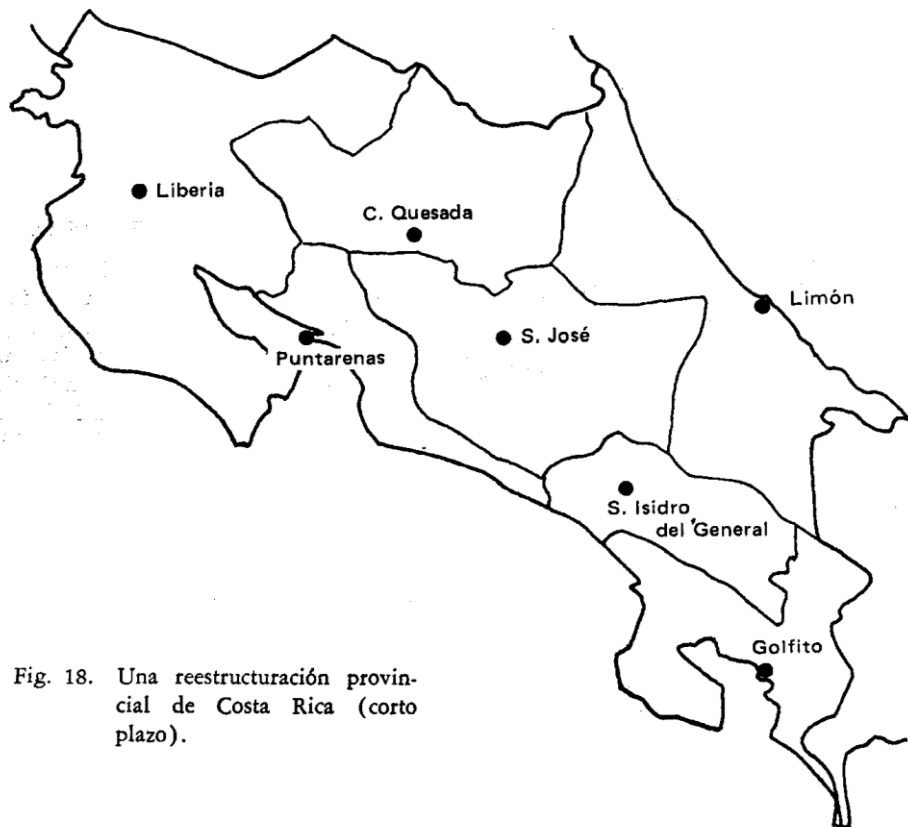 Liberia
C. Quesada
Limón
S. José
Puntarenas
S. Isidro
del General
Golfito
Fig. 18. Una reestructuración provin-
cial de Costa Rica (corto
plazo).